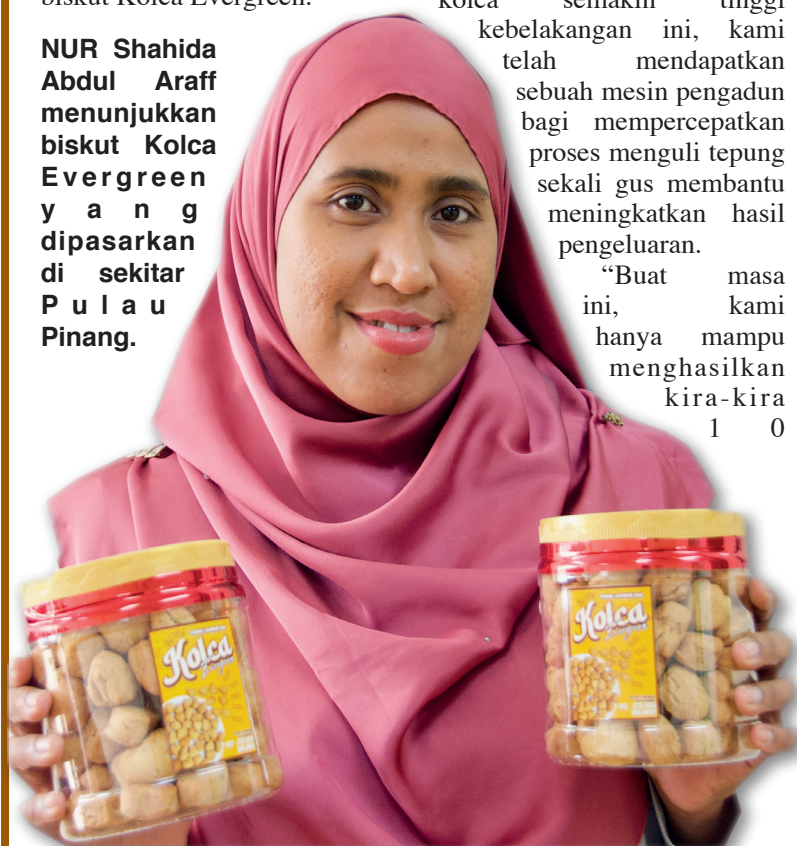 biskut Kolca Evergreen.
NUR Shahida
Abdul Araff
menunjukkan
biskut Kolca
Evergreen
yang
dipasarkan
di sekitar
Pulau
Pinang.
kolca semakin tinggi
kebelakangan ini, kami
telah mendapatkan
sebuah mesin pengadun
bagi mempercepatkan
proses menguli tepung
sekali gus membantu
meningkatkan hasil
pengeluaran.
“Buat masa
ini, kami
hanya mampu
menghasilkan
kira-kira
10
Kolca
Kolca